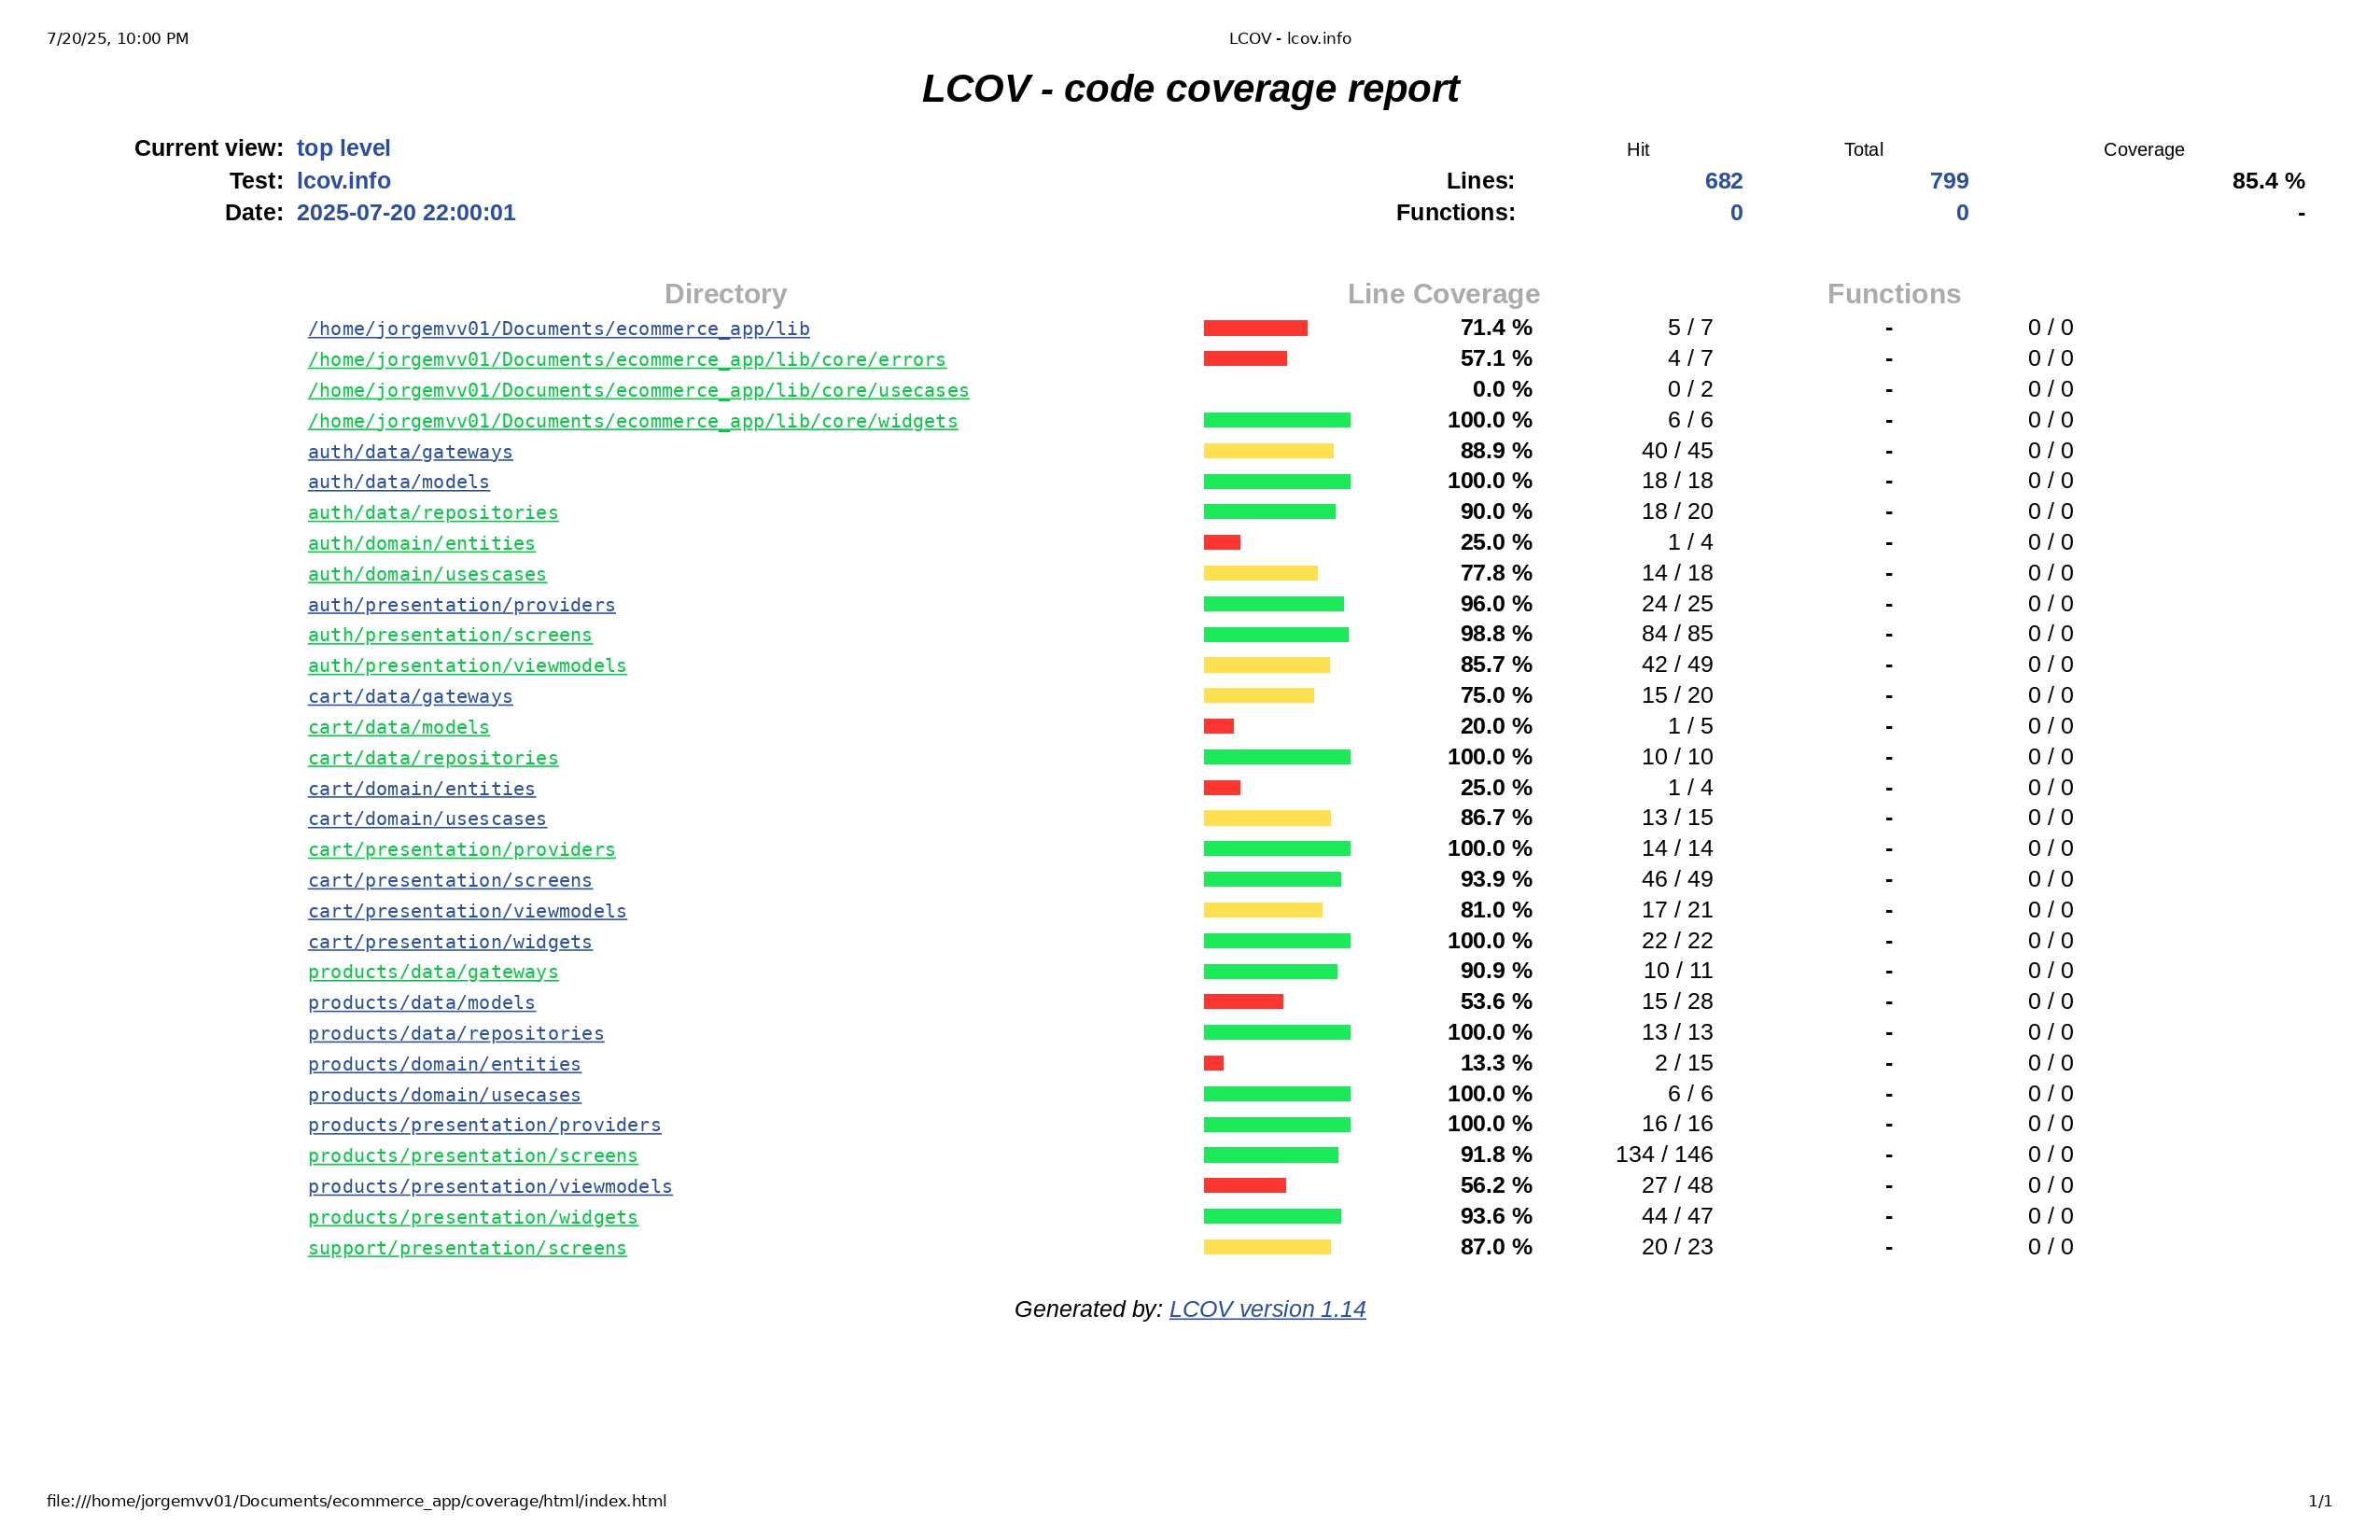 7/20/25, 10:00 PM LCOV - lcov.info
LCOV - code coverage report
Current view: top level Hit Total Coverage
Test: lcov.info Lines: 682 799 85.4 %
Date: 2025-07-20 22:00:01 Functions: 0 0 -
Directory Line Coverage Functions
/home/jorgemvv01/Documents/ecommerce_app/lib 71.4 % 5 / 7 - 0 / 0
/home/jorgemvv01/Documents/ecommerce_app/lib/core/errors 57.1 % 4 / 7 - 0 / 0
/home/jorgemvv01/Documents/ecommerce_app/lib/core/usecases 0.0 % 0 / 2 - 0 / 0
/home/jorgemvv01/Documents/ecommerce_app/lib/core/widgets 100.0 % 6 / 6 - 0 / 0
auth/data/gateways 88.9 % 40 / 45 - 0 / 0
auth/data/models 100.0 % 18 / 18 - 0 / 0
auth/data/repositories 90.0 % 18 / 20 - 0 / 0
auth/domain/entities 25.0 % 1 / 4 - 0 / 0
auth/domain/usescases 77.8 % 14 / 18 - 0 / 0
auth/presentation/providers 96.0 % 24 / 25 - 0 / 0
auth/presentation/screens 98.8 % 84 / 85 - 0 / 0
auth/presentation/viewmodels 85.7 % 42 / 49 - 0 / 0
cart/data/gateways 75.0 % 15 / 20 - 0 / 0
cart/data/models 20.0 % 1 / 5 - 0 / 0
cart/data/repositories 100.0 % 10 / 10 - 0 / 0
cart/domain/entities 25.0 % 1 / 4 - 0 / 0
cart/domain/usescases 86.7 % 13 / 15 - 0 / 0
cart/presentation/providers 100.0 % 14 / 14 - 0 / 0
cart/presentation/screens 93.9 % 46 / 49 - 0 / 0
cart/presentation/viewmodels 81.0 % 17 / 21 - 0 / 0
cart/presentation/widgets 100.0 % 22 / 22 - 0 / 0
products/data/gateways 90.9 % 10 / 11 - 0 / 0
products/data/models 53.6 % 15 / 28 - 0 / 0
products/data/repositories 100.0 % 13 / 13 - 0 / 0
products/domain/entities 13.3 % 2 / 15 - 0 / 0
products/domain/usecases 100.0 % 6 / 6 - 0 / 0
products/presentation/providers 100.0 % 16 / 16 - 0 / 0
products/presentation/screens 91.8 % 134 / 146 - 0 / 0
products/presentation/viewmodels 56.2 % 27 / 48 - 0 / 0
products/presentation/widgets 93.6 % 44 / 47 - 0 / 0
support/presentation/screens 87.0 % 20 / 23 - 0 / 0
Generated by: LCOV version 1.14
file:///home/jorgemvv01/Documents/ecommerce_app/coverage/html/index.html 1/1